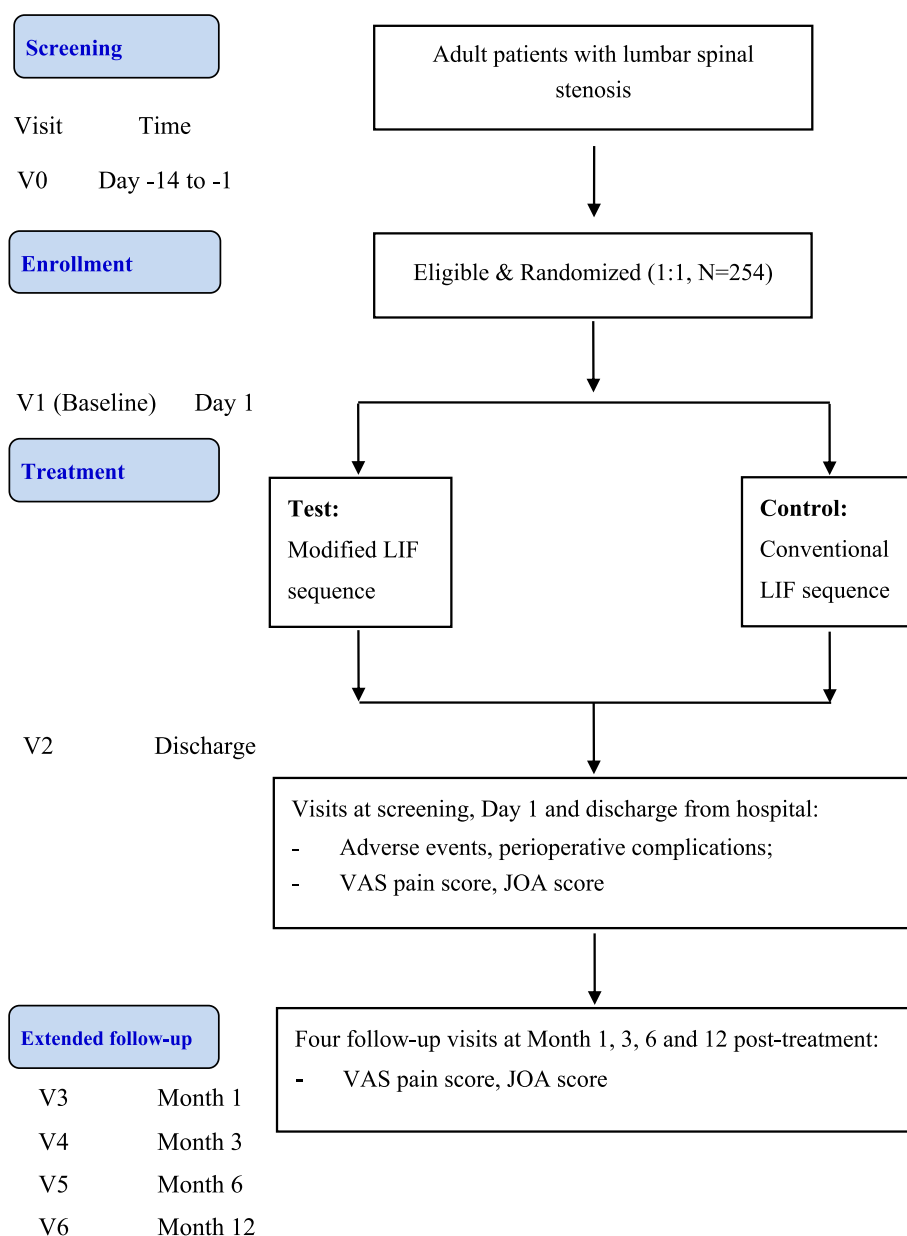 Screening
Adult patients with lumbar spinal
stenosis
Visit Time
V0 Day -14 to -1
Enrollment
Eligible & Randomized (1:1, N=254)
V1 (Baseline) Day 1
Treatment
Test:
Modified LIF
sequence
Control:
Conventional
LIF sequence
V2 Discharge
Visits at screening, Day 1 and discharge from hospital:
- Adverse events, perioperative complications;
- VAS pain score, JOA score
Extended follow-up
Four follow-up visits at Month 1, 3, 6 and 12 post-treatment:
- VAS pain score, JOA score
V3 Month 1
V4 Month 3
V5 Month 6
V6 Month 12